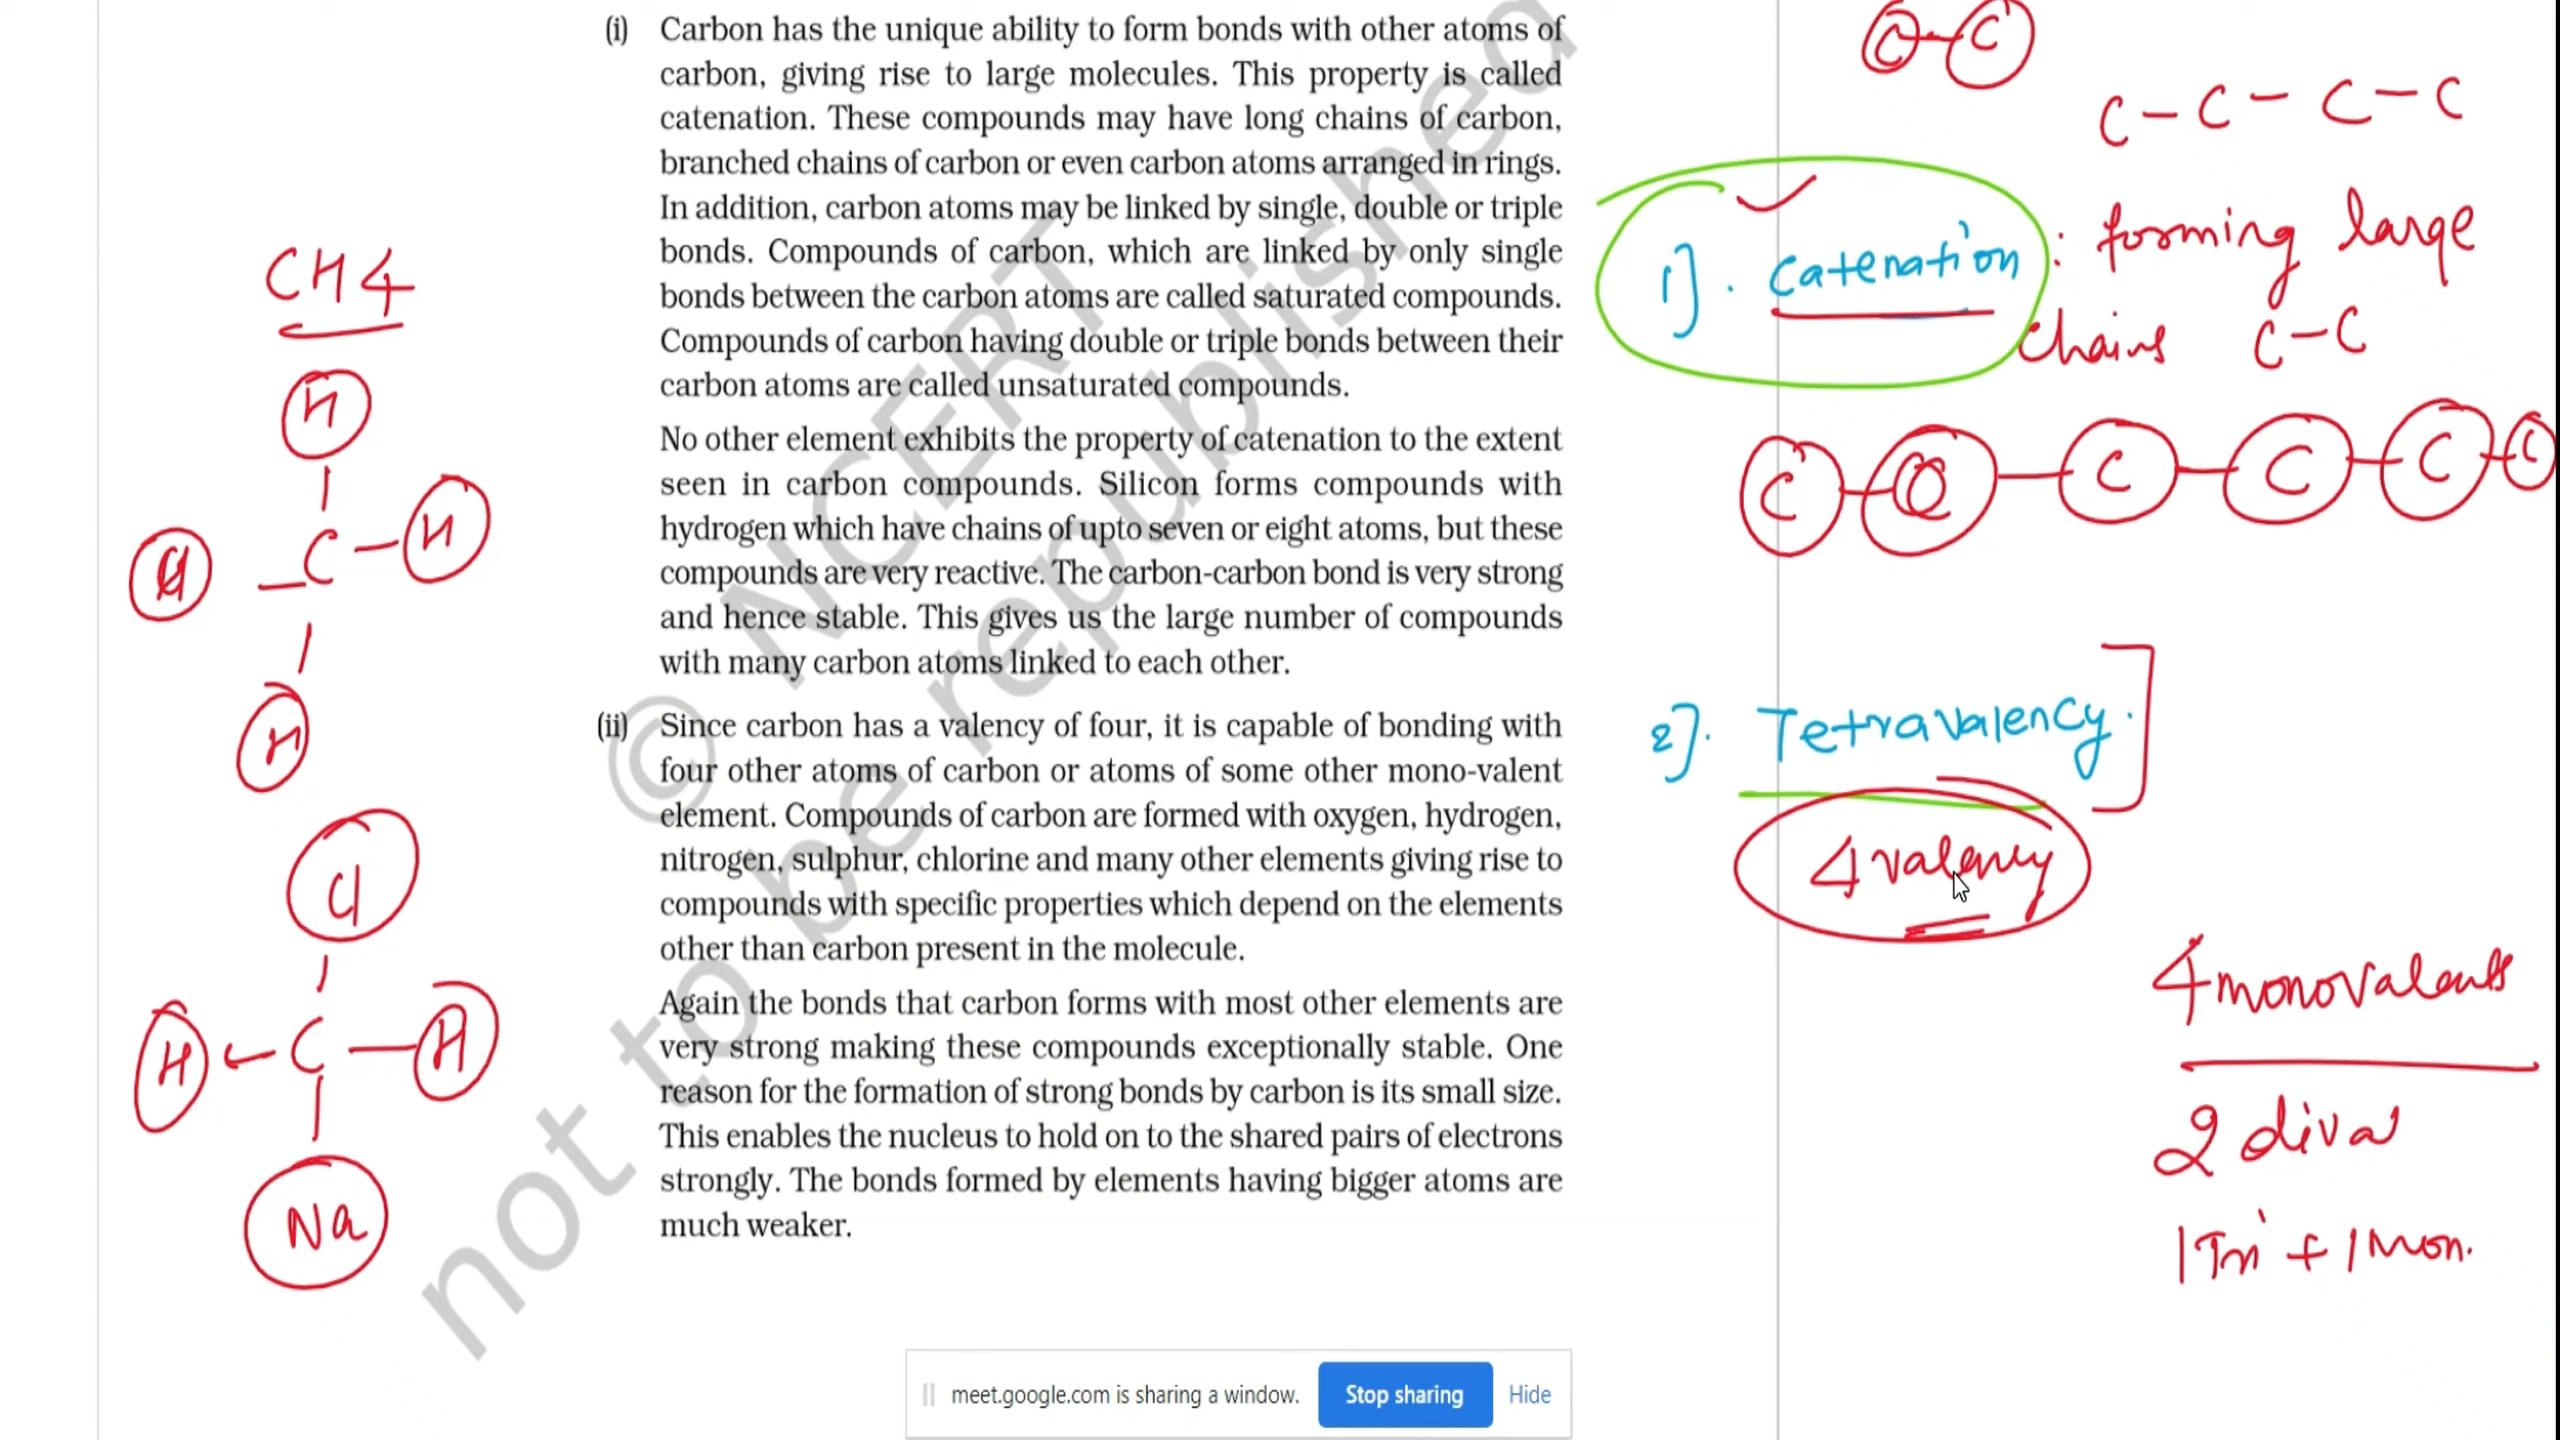 (i) Carbon has the unique ability to form bonds with other atoms of
carbon, giving rise to large molecules. This property is called
catenation. These compounds may have long chains of carbon,
branched chains of carbon or even carbon atoms arranged in rings.
In addition, carbon atoms may be linked by single, double or triple
bonds. Compounds of carbon, which are linked by only single
bonds between the carbon atoms are called saturated compounds.
Compounds of carbon having double or triple bonds between their
carbon atoms are called unsaturated compounds.
No other element exhibits the property of catenation to the extent
seen in carbon compounds. Silicon forms compounds with
hydrogen which have chains of upto seven or eight atoms, but these
compounds are very reactive. The carbon-carbon bond is very strong
and hence stable. This gives us the large number of compounds
with many carbon atoms linked to each other.
(ii) Since carbon has a valency of four, it is capable of bonding with
four other atoms of carbon or atoms of some other mono-valent
element. Compounds of carbon are formed with oxygen, hydrogen,
nitrogen, sulphur, chlorine and many other elements giving rise to
compounds with specific properties which depend on the elements
other than carbon present in the molecule.
Again the bonds that carbon forms with most other elements are
very strong making these compounds exceptionally stable. One
reason for the formation of strong bonds by carbon is its small size.
This enables the nucleus to hold on to the shared pairs of electrons
strongly. The bonds formed by elements having bigger atoms are
much weaker.
© NCERT
not to be republished
CH4
H
C - H
H
Cl
H - C - H
Na
C - C
C - C - C - C
1]. Catenation : forming large
chains C - C
C - C - C - C - C - C
2]. Tetravalency.
4 valency
4 monovalents
2 dival
1 Tri + 1 Mon.
meet.google.com is sharing a window. Stop sharing Hide